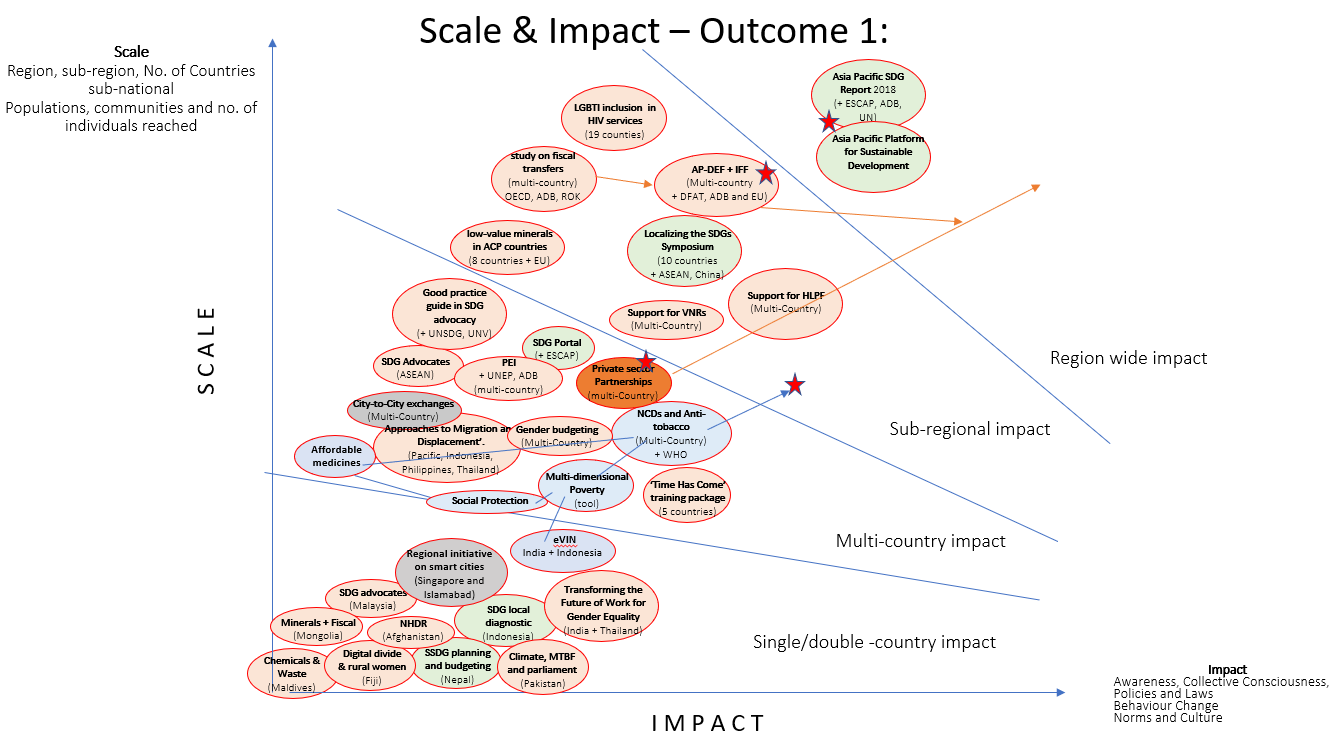 Scale & Impact – Outcome 1:
Scale
Region, sub-region, No. of Countries
sub-national
Populations, communities and no. of
individuals reached
Asia Pacific SDG
Report 2018
(+ ESCAP, ADB,
UN)
Asia Pacific Platform
for Sustainable
Development
LGBTI inclusion in
HIV services
(19 counties)
study on fiscal
transfers
(multi-country)
OECD, ADB, ROK
AP-DEF + IFF
(Multi-country
+ DFAT, ADB and EU)
low-value minerals
in ACP countries
(8 countries + EU)
Localizing the SDGs
Symposium
(10 countries
+ ASEAN, China)
Good practice
guide in SDG
advocacy
(+ UNSDG, UNV)
Support for VNRs
(Multi-Country)
Support for HLPF
(Multi-Country)
SDG Portal
(+ ESCAP)
SDG Advocates
(ASEAN)
PEI
+ UNEP, ADB
(multi-country)
Private sector
Partnerships
(multi-Country)
City-to-City exchanges
(Multi-Country)
Approaches to Migration an
Displacement'.
(Pacific, Indonesia,
Philippines, Thailand)
Gender budgeting
(Multi-Country)
NCDs and Anti-
tobacco
(Multi-Country)
+ WHO
Affordable
medicines
Social Protection
Multi-dimensional
Poverty
(tool)
'Time Has Come'
training package
(5 countries)
eVIN
India + Indonesia
Regional initiative
on smart cities
(Singapore and
Islamabad)
SDG advocates
(Malaysia)
Transforming the
Future of Work for
Gender Equality
(India + Thailand)
Minerals + Fiscal
(Mongolia)
NHDR
(Afghanistan)
SDG local
diagnostic
(Indonesia)
Chemicals &
Waste
(Maldives)
Digital divide
& rural women
(Fiji)
SSDG planning
and budgeting
(Nepal)
Climate, MTBF
and parliament
(Pakistan)
Region wide impact
Sub-regional impact
Multi-country impact
Single/double -country impact
SCALE
IMPACT
Impact
Awareness, Collective Consciousness,
Policies and Laws
Behaviour Change
Norms and Culture